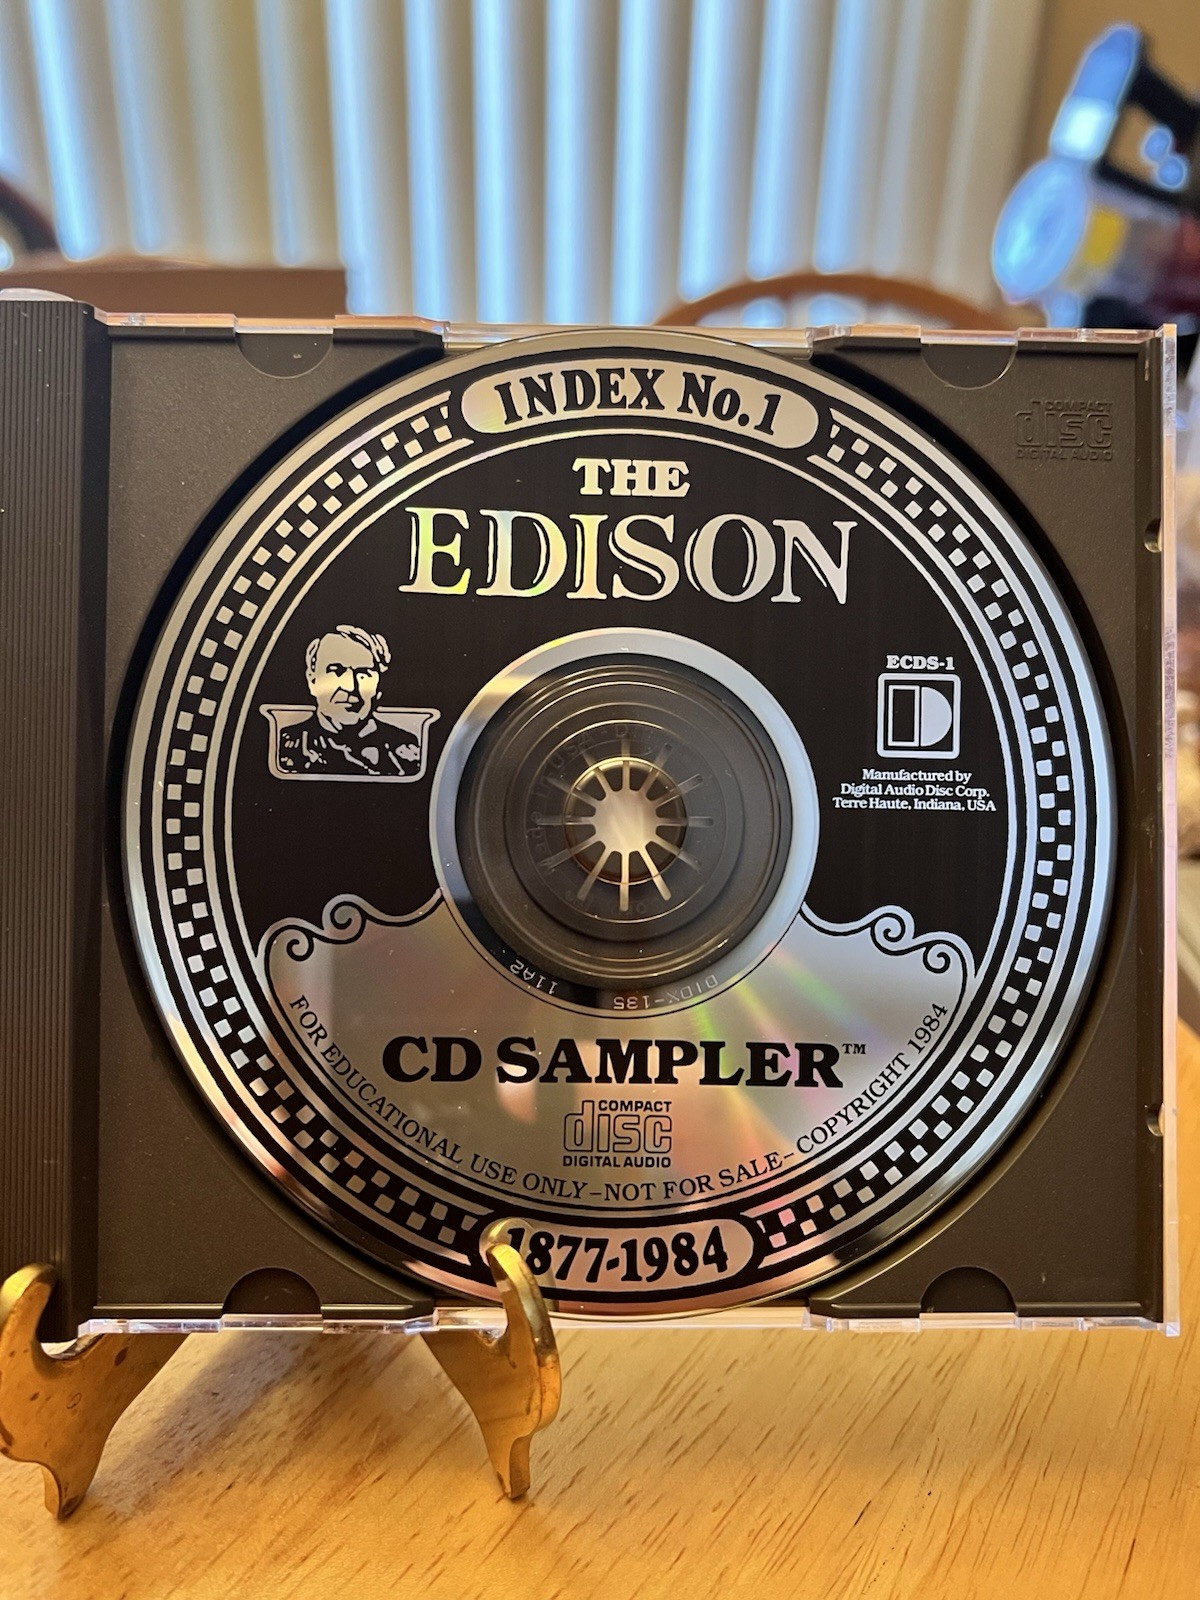 INDEX No.1
THE
EDISON
COMPACT
disc
DIGITAL AUDIO
ECDS-1
Manufactured by
Digital Audio Disc Corp.
Terre Haute, Indiana, USA
11A2
DIDX-135
CD SAMPLER™
COMPACT
disc
DIGITAL AUDIO
FOR EDUCATIONAL USE ONLY–NOT FOR SALE–COPYRIGHT 1984
1877-1984